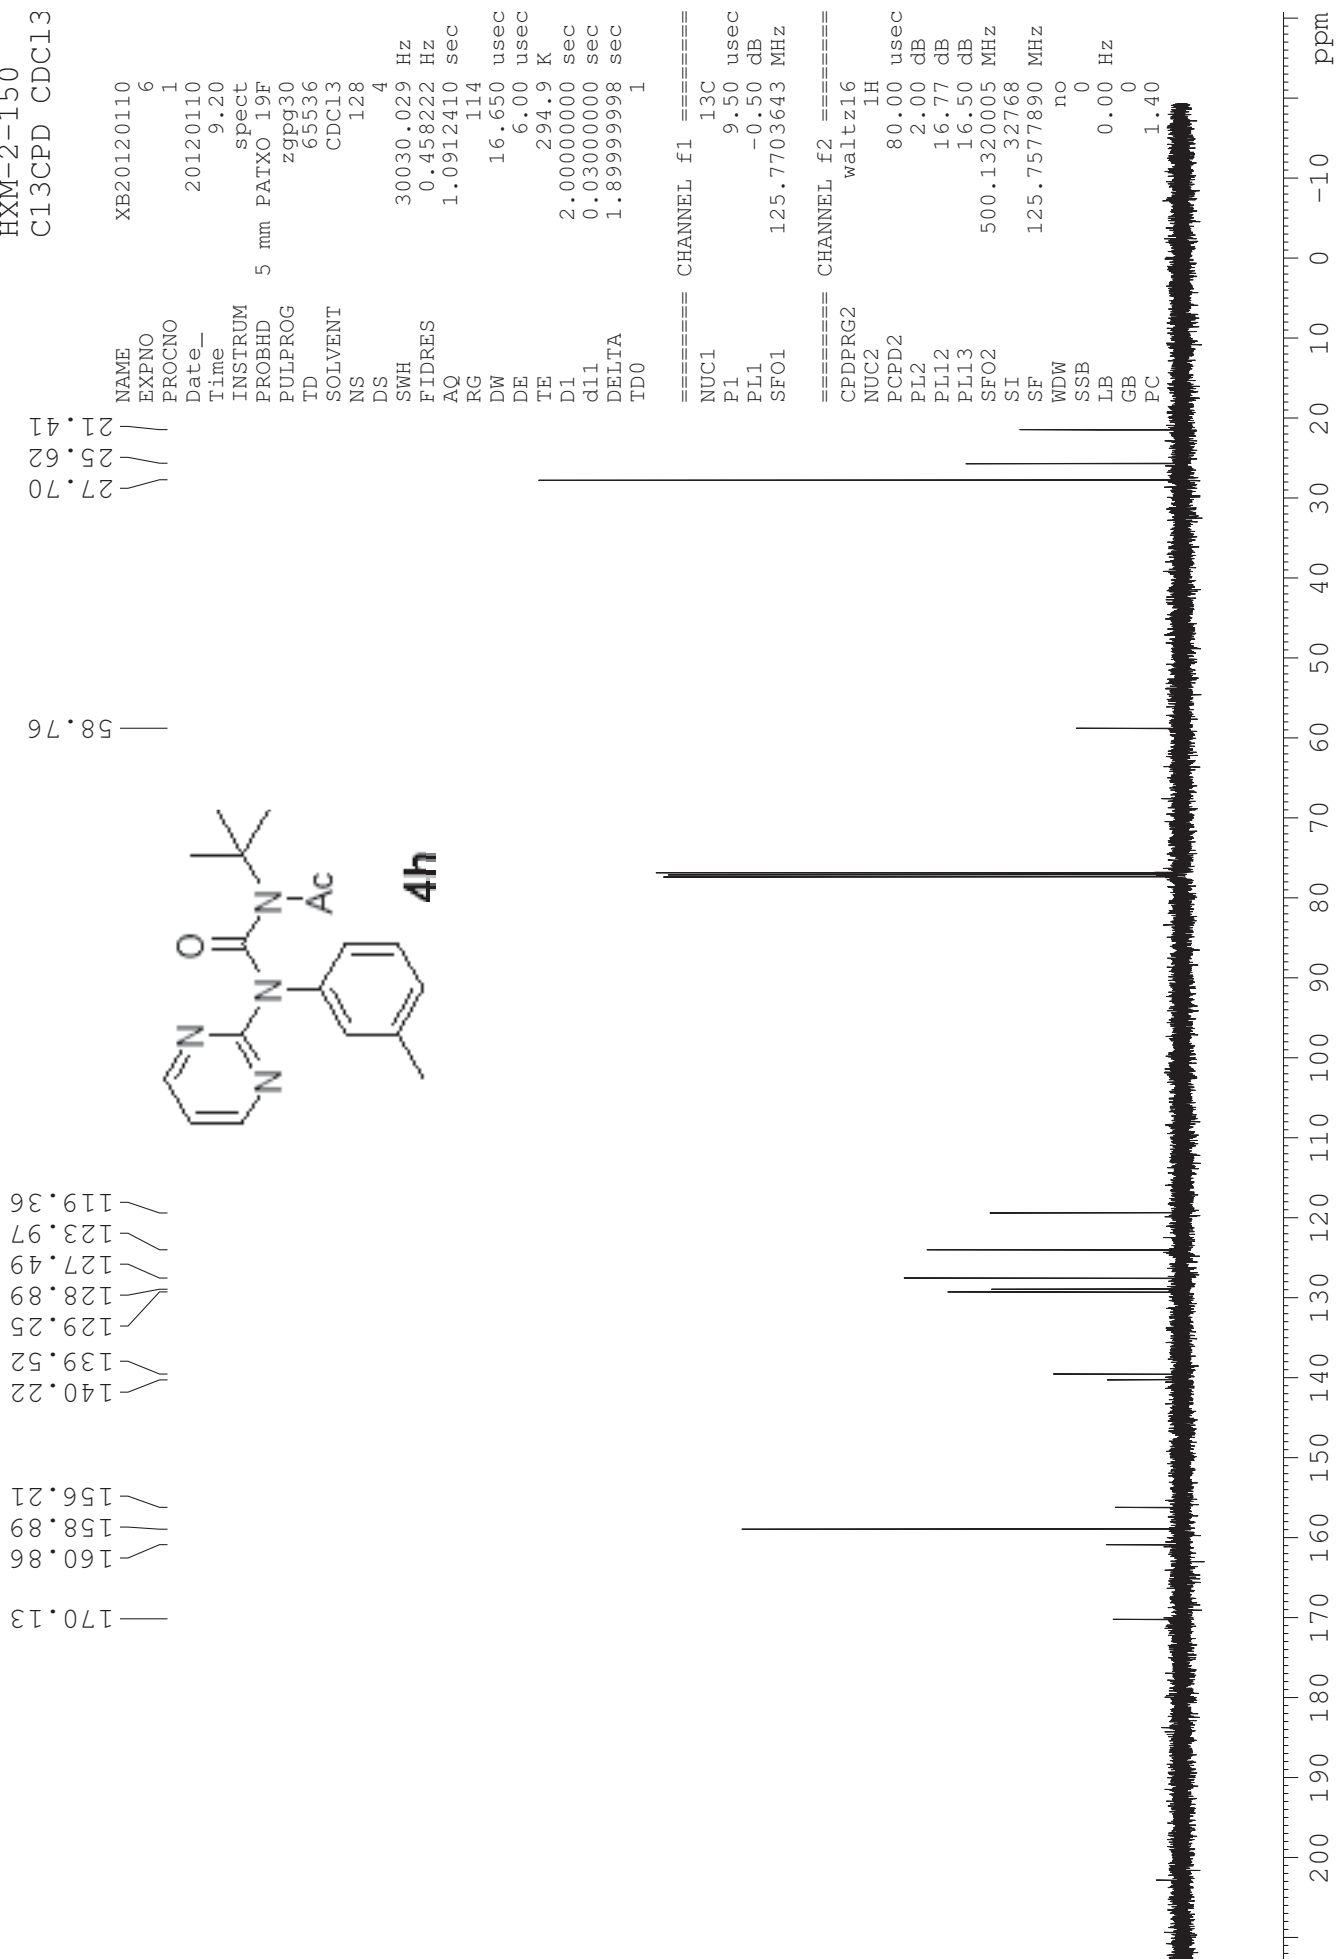 HXM-2-150
C13CPD CDCl3
NAME XB20120110
EXPNO 6
PROCNO 1
Date_ 20120110
Time 9.20
INSTRUM spect
PROBHD 5 mm PATXO 19F
PULPROG zgpg30
TD 65536
SOLVENT CDCl3
NS 128
DS 4
SWH 30030.029 Hz
FIDRES 0.458222 Hz
AQ 1.0912410 sec
RG 114
DW 16.650 usec
DE 6.00 usec
TE 294.9 K
D1 2.00000000 sec
d11 0.03000000 sec
DELTA 1.89999998 sec
TD0 1
======== CHANNEL f1 ========
NUC1 13C
P1 9.50 usec
PL1 -0.50 dB
SFO1 125.7703643 MHz
======== CHANNEL f2 ========
CPDPRG2 waltz16
NUC2 1H
PCPD2 80.00 usec
PL2 2.00 dB
PL12 16.77 dB
PL13 16.50 dB
SFO2 500.1320005 MHz
SI 32768
SF 125.7577890 MHz
WDW no
SSB 0
LB 0.00 Hz
GB 0
PC 1.40
170.13
160.86
158.89
156.21
140.22
139.52
129.25
128.89
127.49
123.97
119.36
58.76
27.70
25.62
21.41
O
N
N
N
N
Ac
4h
200 190 180 170 160 150 140 130 120 110 100 90 80 70 60 50 40 30 20 10 0 -10 ppm